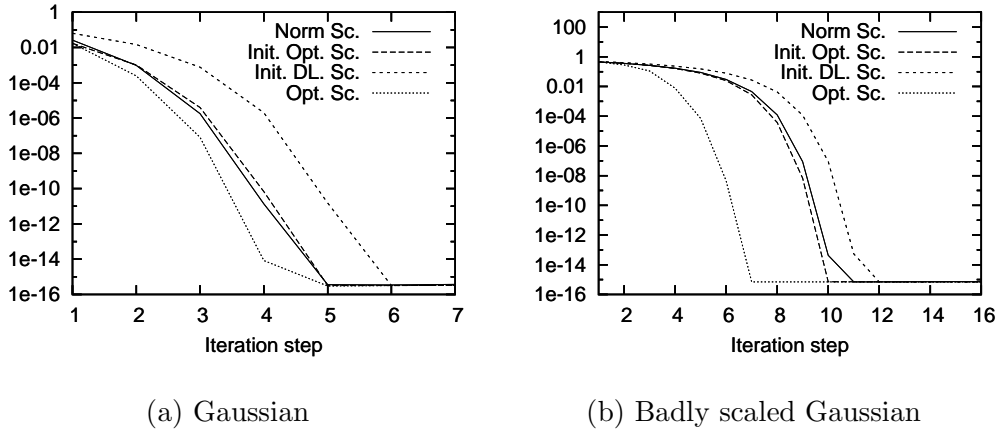 1
0.01
1e-04
1e-06
1e-08
1e-10
1e-12
1e-14
1e-16
1 2 3 4 5 6 7
Iteration step
Norm Sc.
Init. Opt. Sc.
Init. DL. Sc.
Opt. Sc.
(a) Gaussian
100
1
0.01
1e-04
1e-06
1e-08
1e-10
1e-12
1e-14
1e-16
2 4 6 8 10 12 14 16
Iteration step
Norm Sc.
Init. Opt. Sc.
Init. DL. Sc.
Opt. Sc.
(b) Badly scaled Gaussian